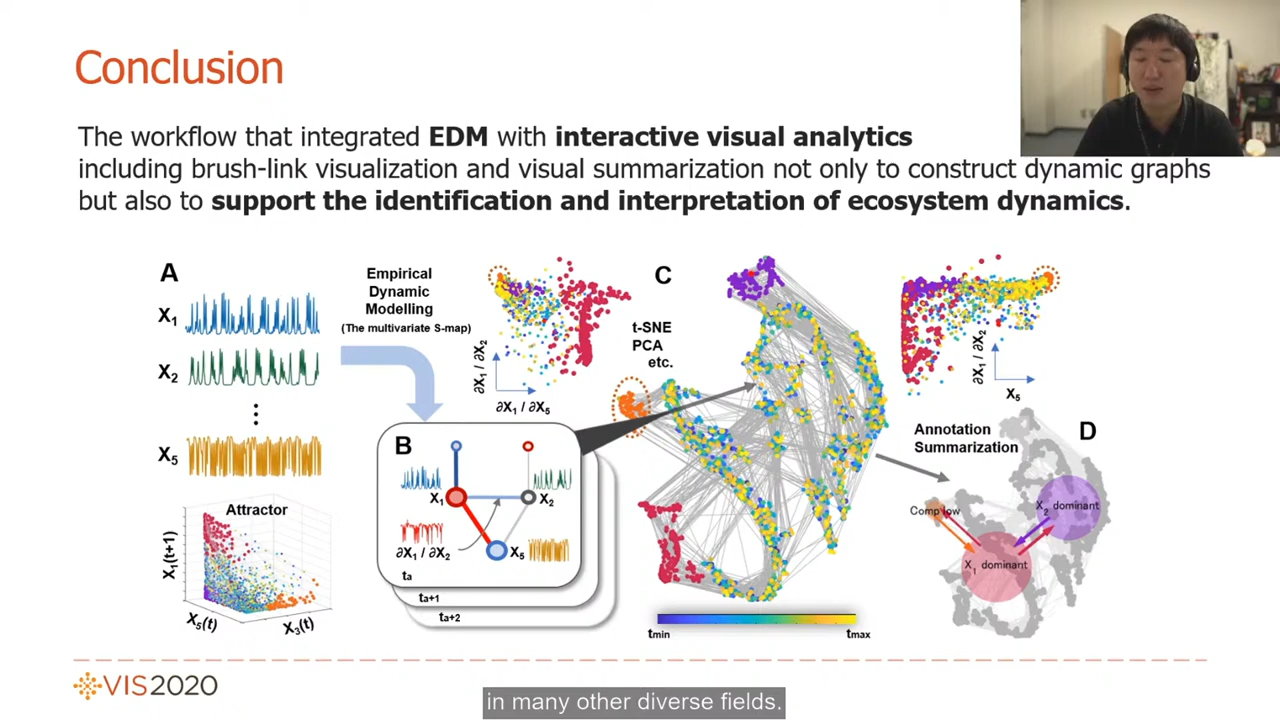 Conclusion
The workflow that integrated EDM with interactive visual analytics
including brush-link visualization and visual summarization not only to construct dynamic graphs
but also to support the identification and interpretation of ecosystem dynamics.
A
X1
X2
⋮
X5
Attractor
X1(t+1)
X5(t)
X3(t)
Empirical
Dynamic
Modelling
(The multivariate S-map)
∂X1 / ∂X2
∂X1 / ∂X5
B
X1
X2
∂X1 / ∂X2
X5
ta
ta+1
ta+2
C
t-SNE
PCA
etc.
tmin
tmax
∂X1 / ∂X2
X5
Annotation
Summarization
D
Comp low
X2 dominant
X1 dominant
VIS2020
in many other diverse fields.